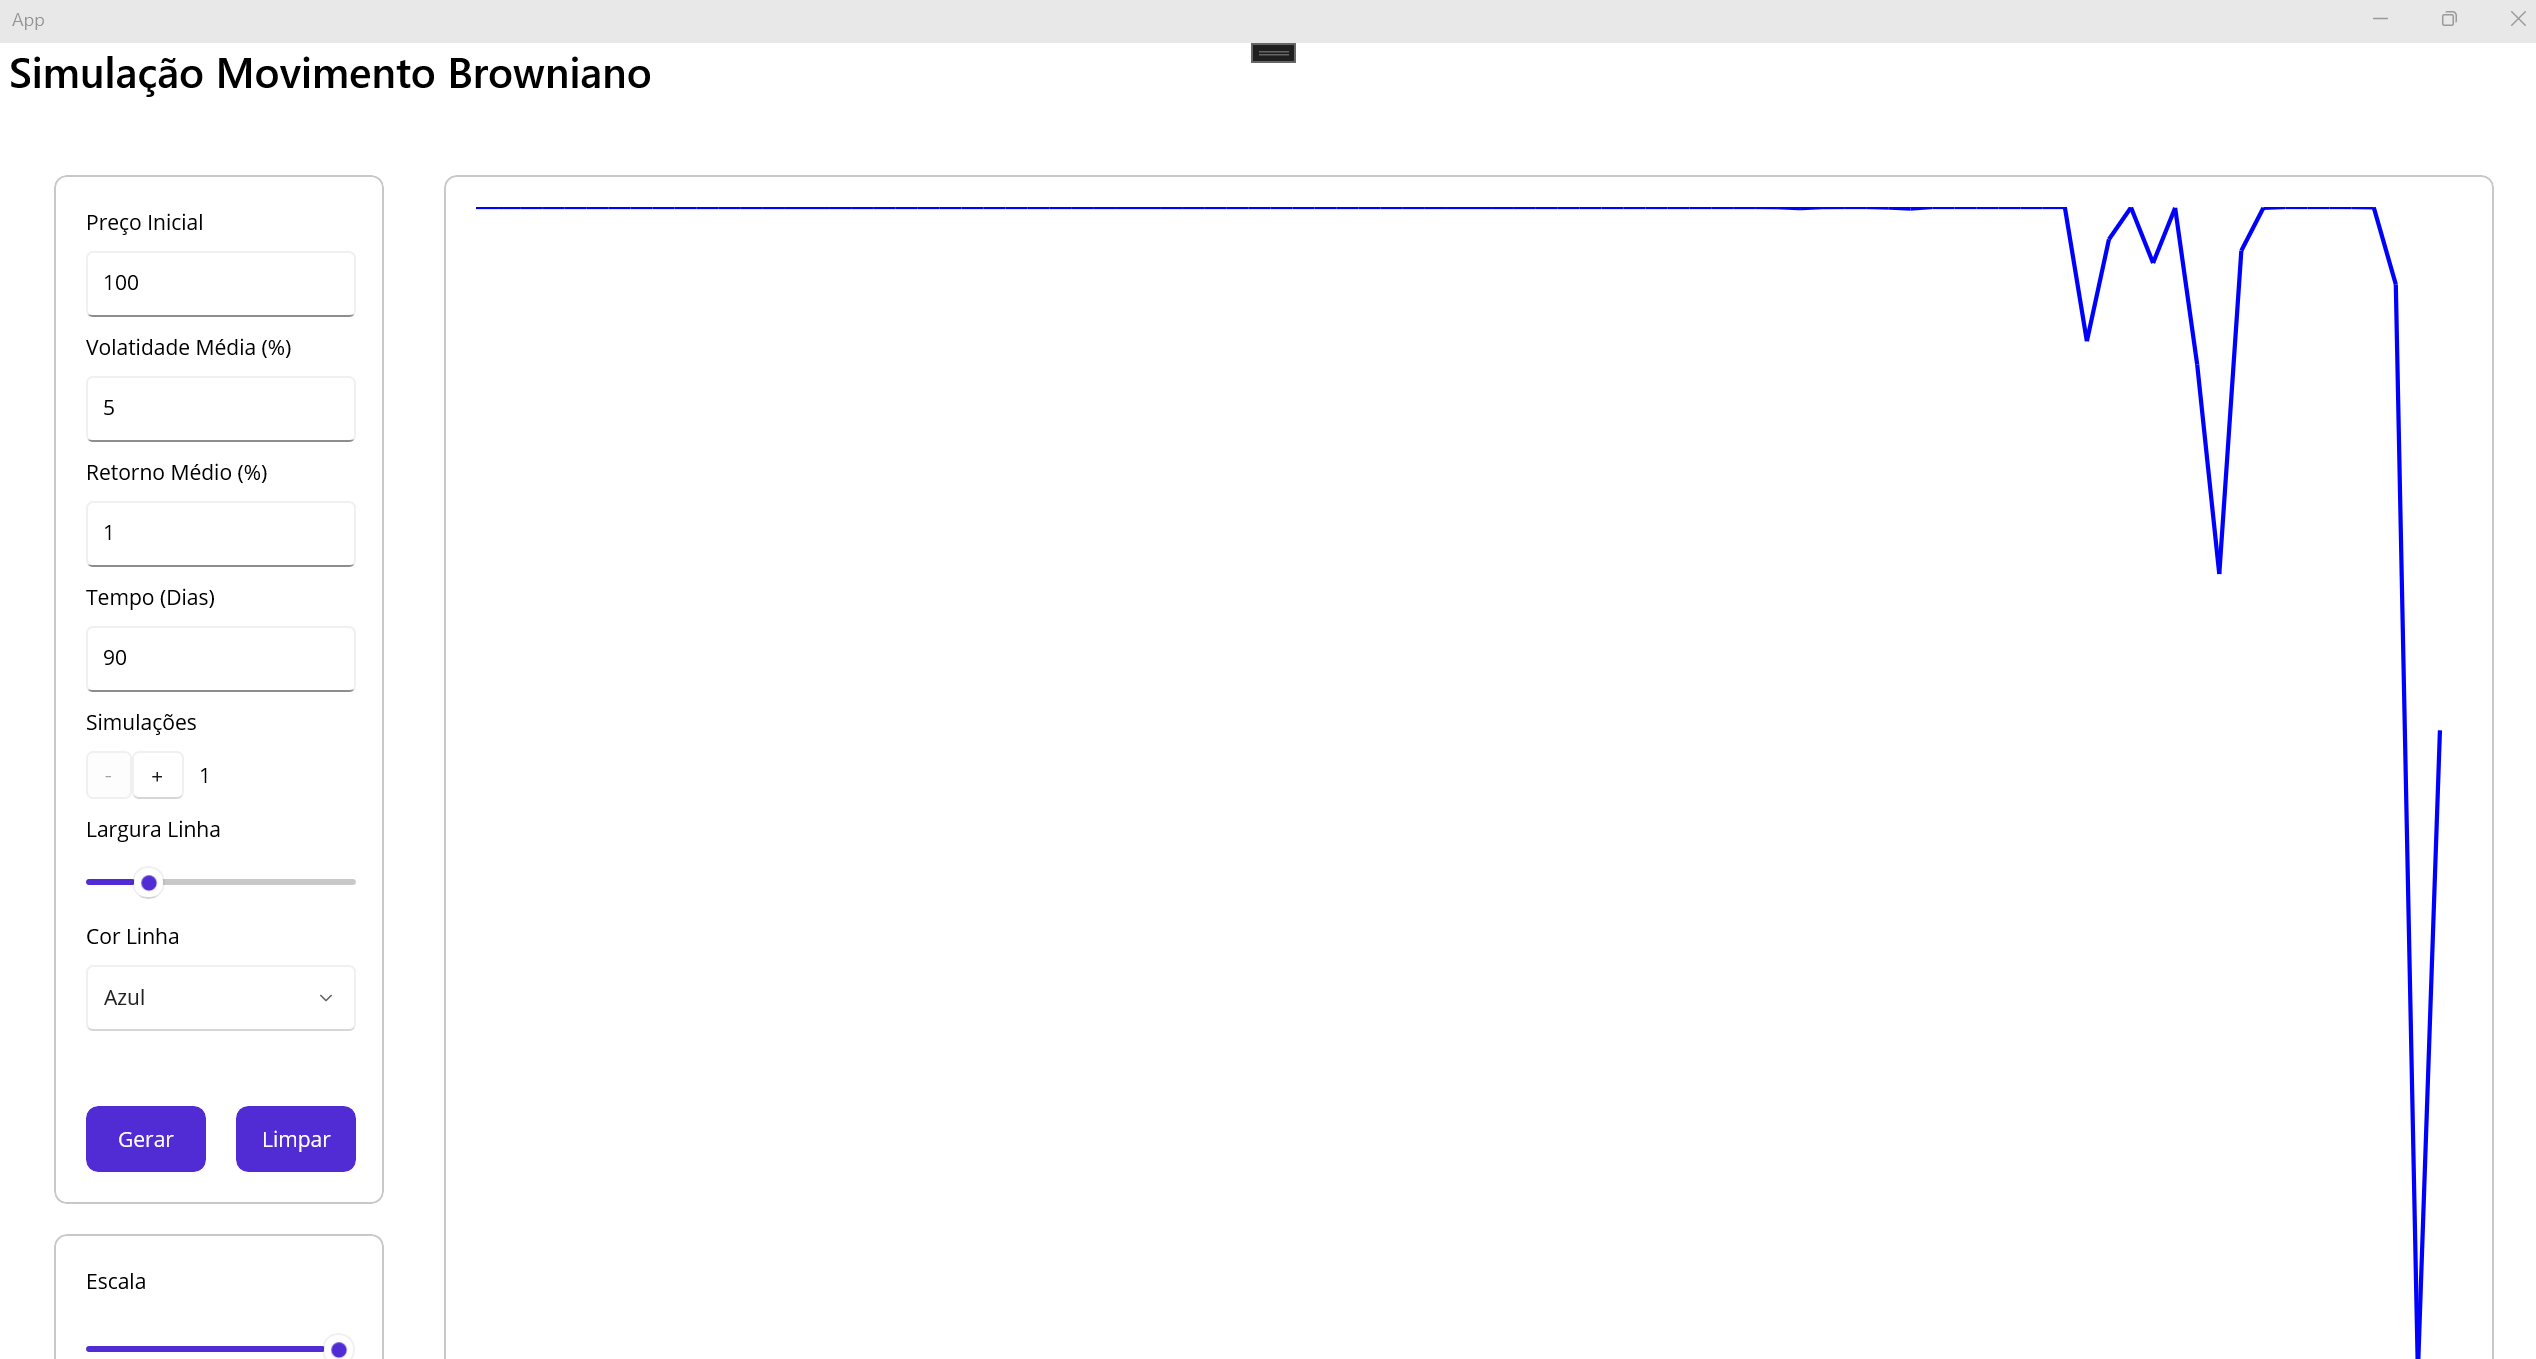 App
Simulação Movimento Browniano
Preço Inicial
100
Volatidade Média (%)
5
Retorno Médio (%)
1
Tempo (Dias)
90
Simulações
- + 1
Largura Linha
Cor Linha
Azul
Gerar Limpar
Escala